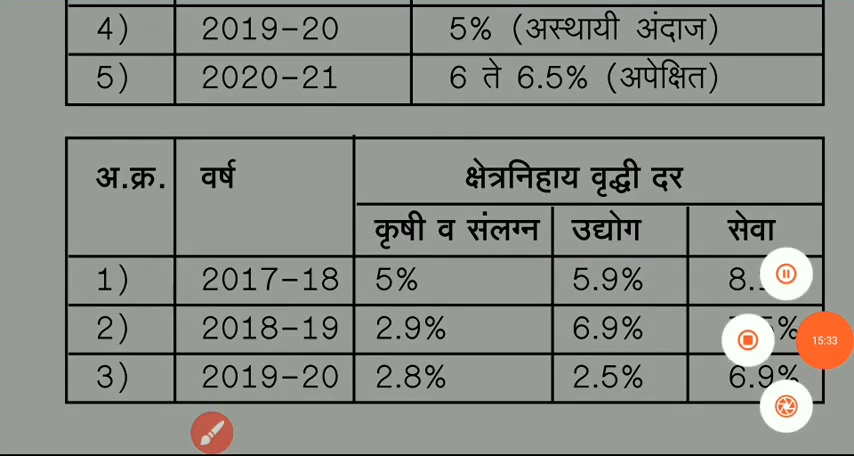 4) 2019-20 5% (अस्थायी अंदाज)
5) 2020-21 6 ते 6.5% (अपेक्षित)
अ.क्र. वर्ष क्षेत्रनिहाय वृद्धी दर
कृषी व संलग्न उद्योग सेवा
1) 2017-18 5% 5.9%
2) 2018-19 2.9% 6.9%
3) 2019-20 2.8% 2.5% 6.9%
15:33